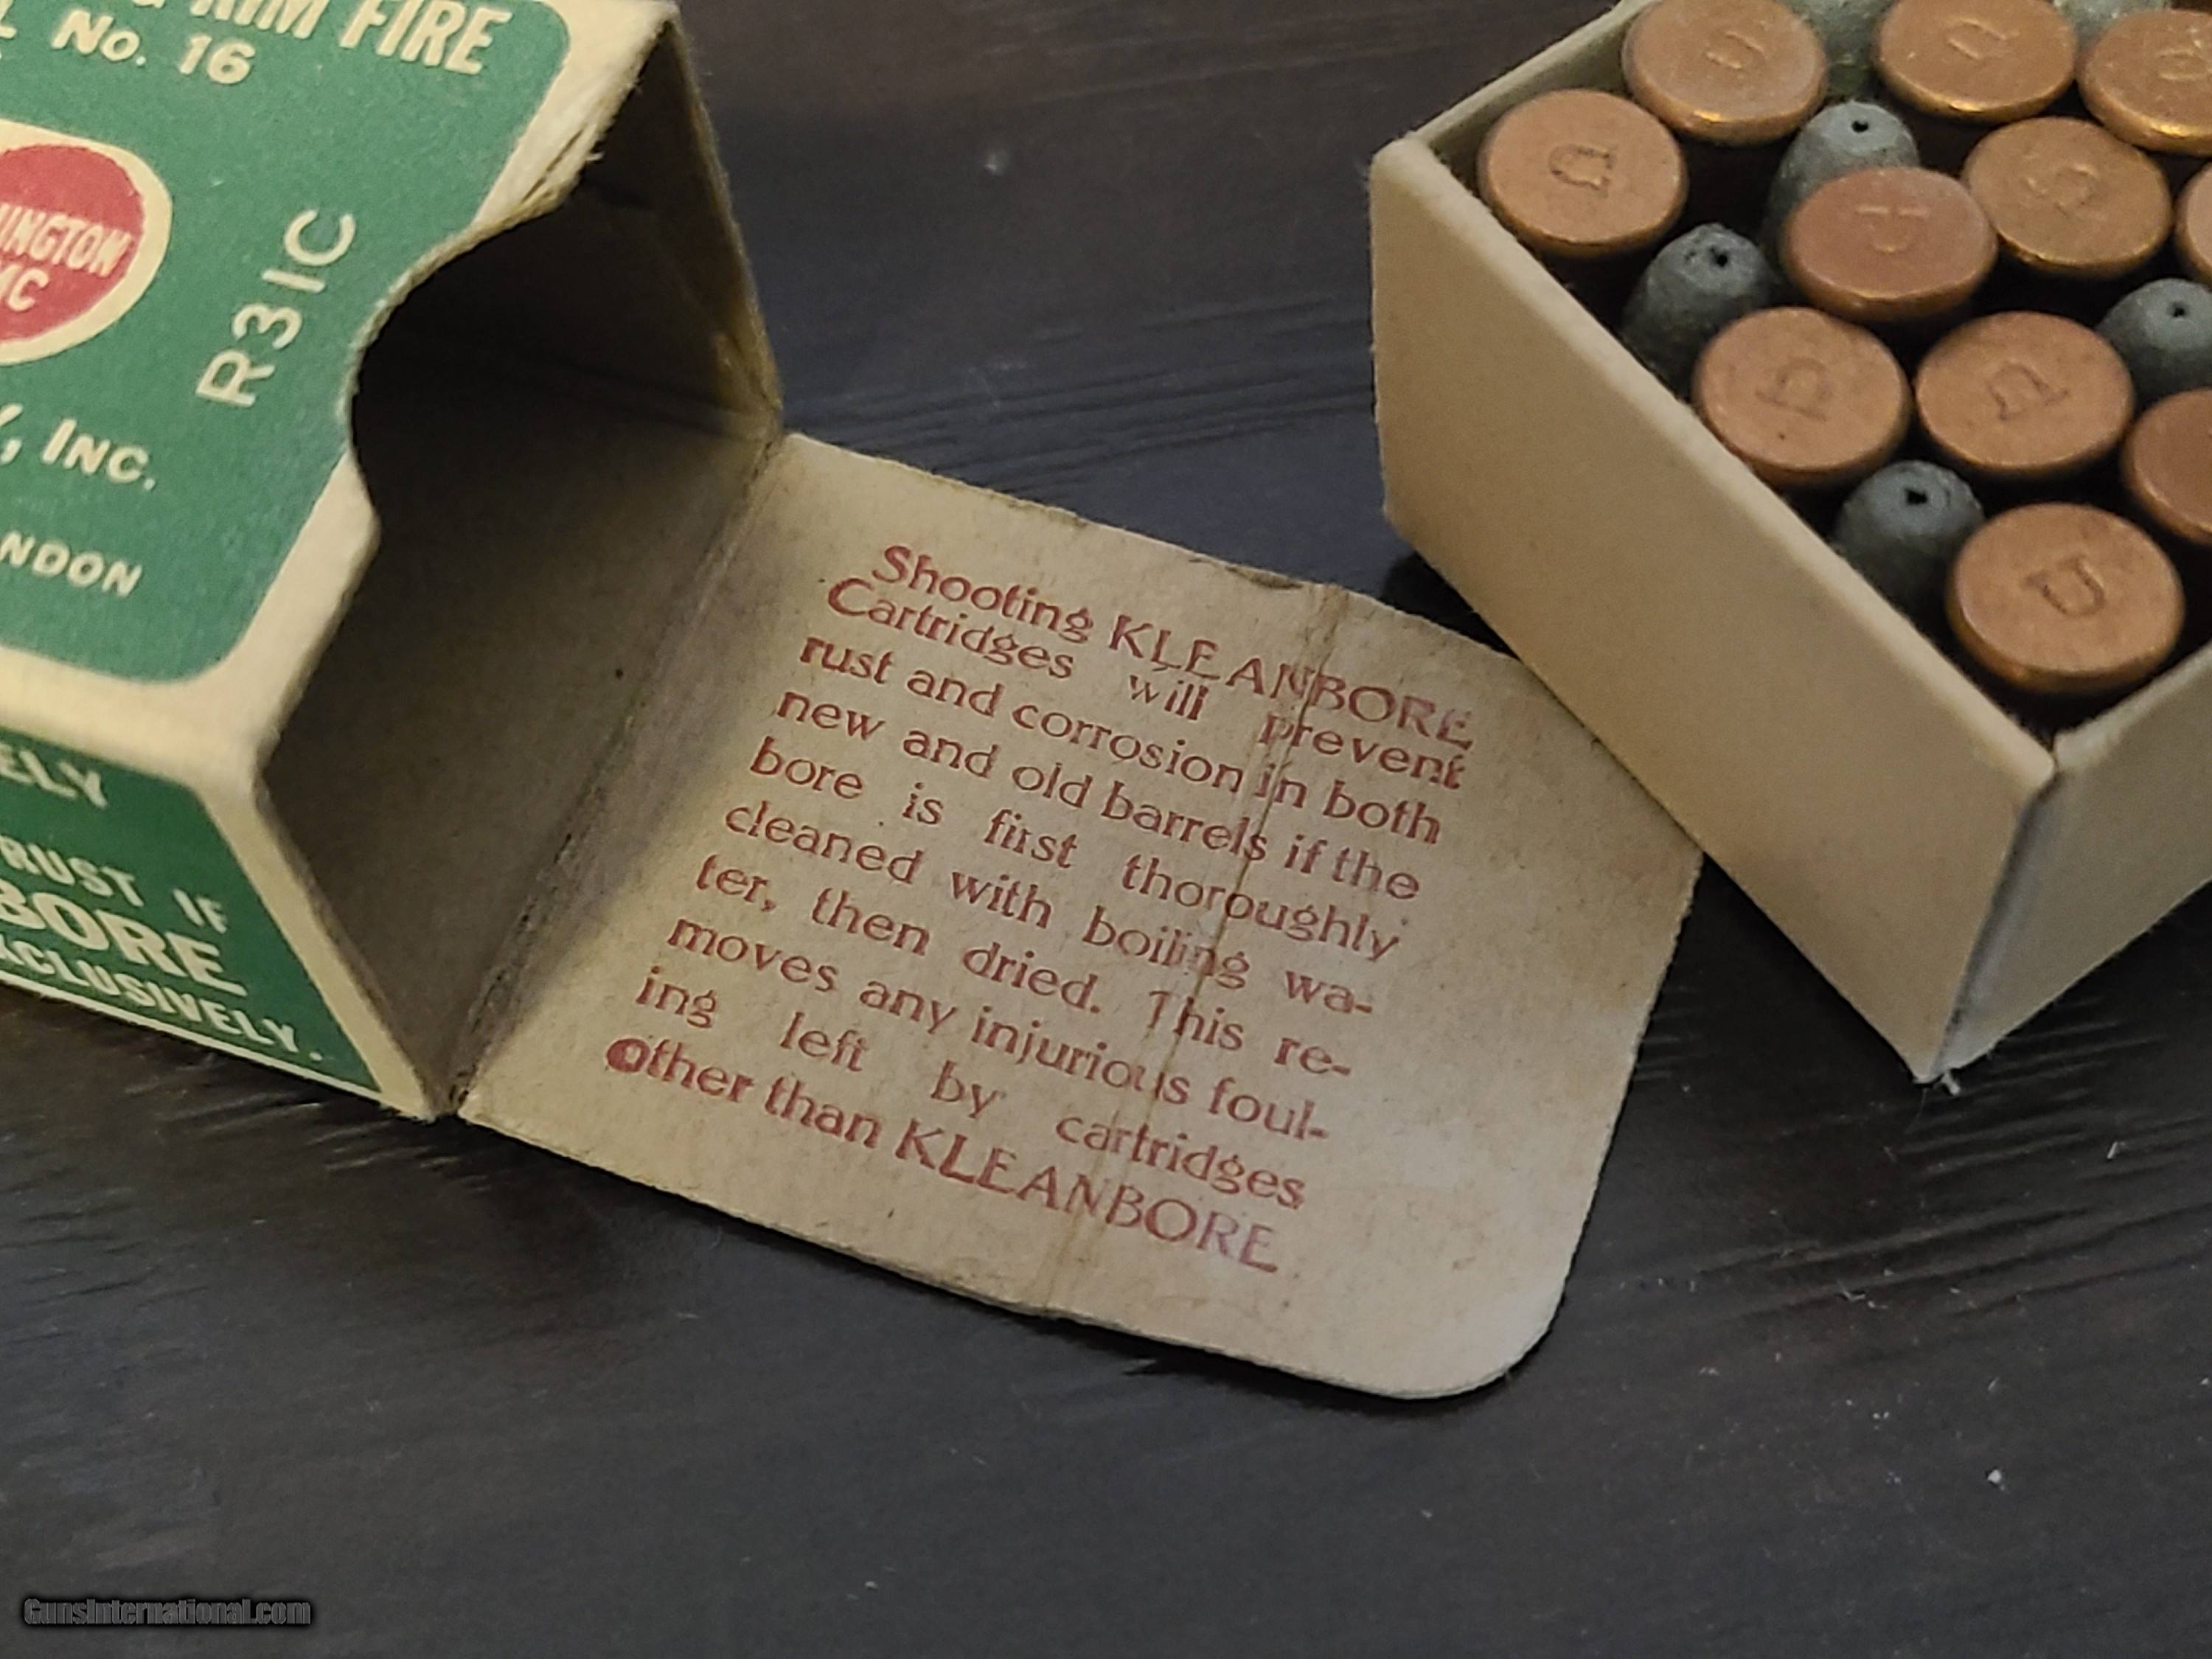 RIM FIRE
No. 16
INGTON
MC
R31C
, INC.
NDON
ELY
RUST IF
BORE
XCLUSIVELY.
Shooting KLEANBORE
Cartridges will prevent
rust and corrosion in both
new and old barrels if the
bore is first thoroughly
cleaned with boiling wa-
ter, then dried. This re-
moves any injurious foul-
ing left by cartridges
other than KLEANBORE
U
U
U
U
U
U
U
U
U
GunsInternational.com